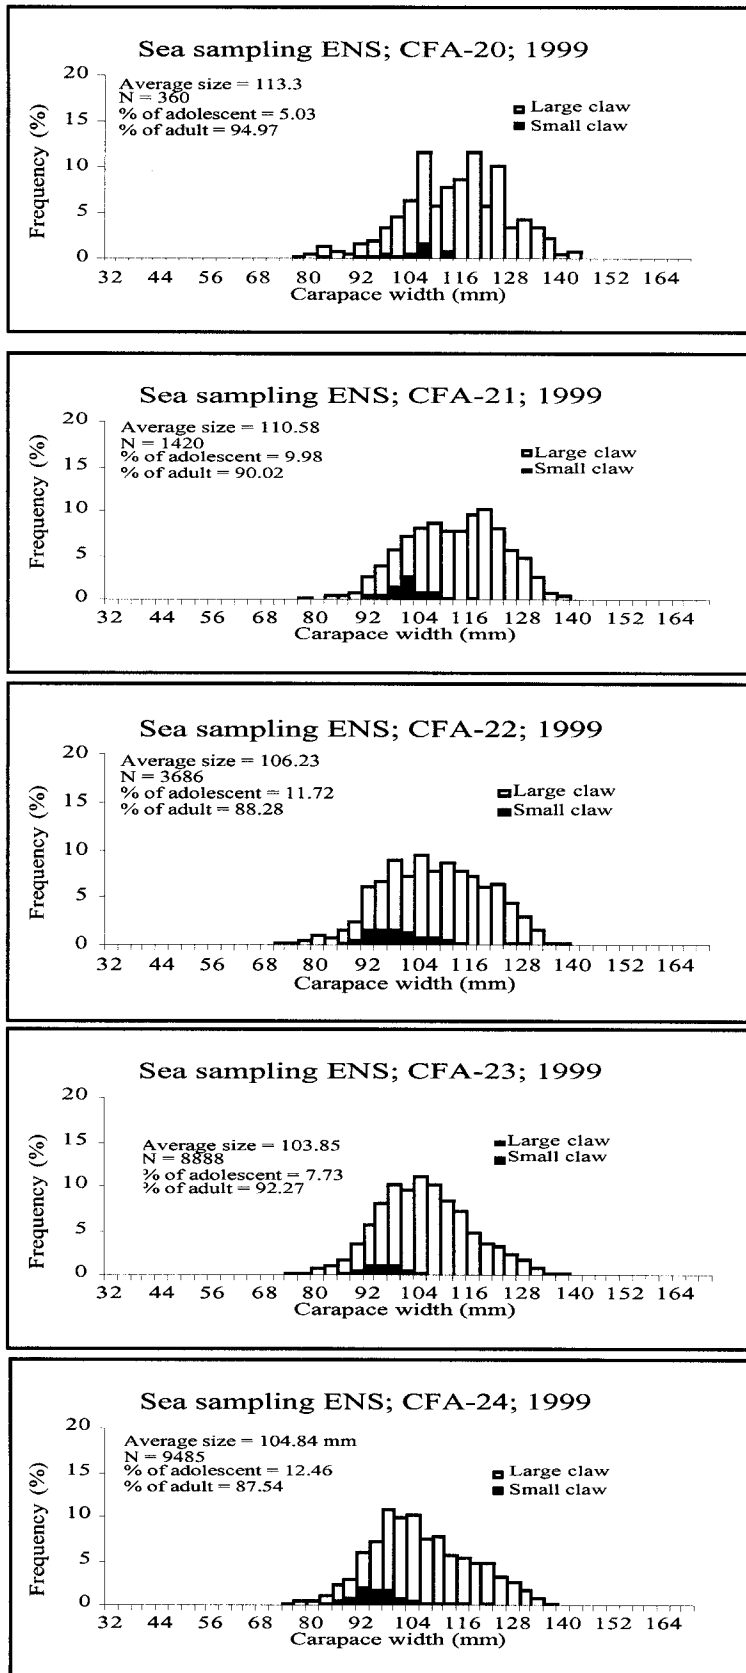 Sea sampling ENS; CFA-20; 1999
Average size = 113.3
N = 360
% of adolescent = 5.03
% of adult = 94.97
Large claw
Small claw
Frequency (%)
20
15
10
5
0
32 44 56 68 80 92 104 116 128 140 152 164
Carapace width (mm)
Sea sampling ENS; CFA-21; 1999
Average size = 110.58
N = 1420
% of adolescent = 9.98
% of adult = 90.02
Large claw
Small claw
Frequency (%)
20
15
10
5
0
32 44 56 68 80 92 104 116 128 140 152 164
Carapace width (mm)
Sea sampling ENS; CFA-22; 1999
Average size = 106.23
N = 3686
% of adolescent = 11.72
% of adult = 88.28
Large claw
Small claw
Frequency (%)
20
15
10
5
0
32 44 56 68 80 92 104 116 128 140 152 164
Carapace width (mm)
Sea sampling ENS; CFA-23; 1999
Average size = 103.85
N = 8888
% of adolescent = 7.73
% of adult = 92.27
Large claw
Small claw
Frequency (%)
20
15
10
5
0
32 44 56 68 80 92 104 116 128 140 152 164
Carapace width (mm)
Sea sampling ENS; CFA-24; 1999
Average size = 104.84 mm
N = 9485
% of adolescent = 12.46
% of adult = 87.54
Large claw
Small claw
Frequency (%)
20
15
10
5
0
32 44 56 68 80 92 104 116 128 140 152 164
Carapace width (mm)